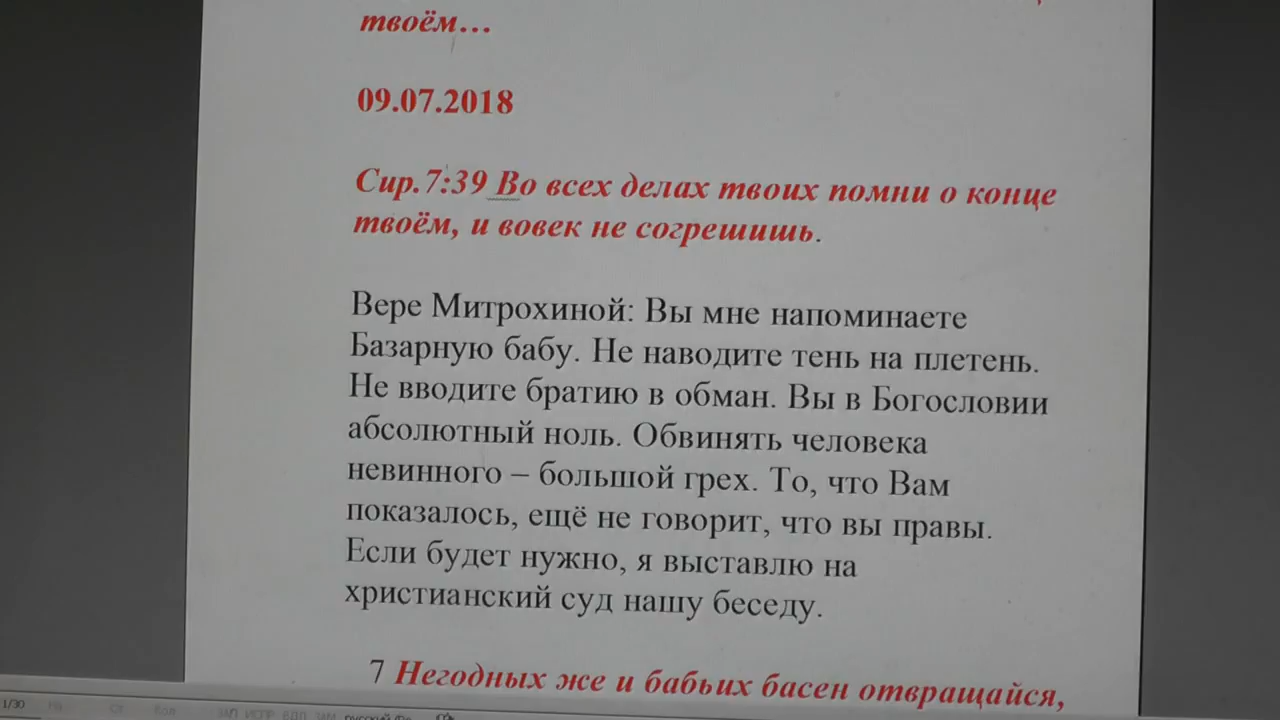 твоём...
09.07.2018
Сир.7:39 Во всех делах твоих помни о конце
твоём, и вовек не согрешишь.
Вере Митрохиной: Вы мне напоминаете
Базарную бабу. Не наводите тень на плетень.
Не вводите братию в обман. Вы в Богословии
абсолютный ноль. Обвинять человека
невинного – большой грех. То, что Вам
показалось, ещё не говорит, что вы правы.
Если будет нужно, я выставлю на
христианский суд нашу беседу.
7 Негодных же и бабьих басен отвращайся,
1/30